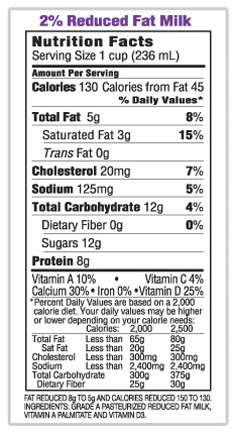 2% Reduced Fat Milk
Nutrition Facts
Serving Size 1 cup (236 mL)
Amount Per Serving
Calories 130 Calories from Fat 45
% Daily Values*
Total Fat 5g 8%
Saturated Fat 3g 15%
Trans Fat 0g
Cholesterol 20mg 7%
Sodium 125mg 5%
Total Carbohydrate 12g 4%
Dietary Fiber 0g 0%
Sugars 12g
Protein 8g
Vitamin A 10% • Vitamin C 4%
Calcium 30% • Iron 0% • Vitamin D 25%
*Percent Daily Values are based on a 2,000
calorie diet. Your daily values may be higher
or lower depending on your calorie needs:
Calories: 2,000 2,500
Total Fat Less than 65g 80g
Sat Fat Less than 20g 25g
Cholesterol Less than 300mg 300mg
Sodium Less than 2,400mg 2,400mg
Total Carbohydrate 300g 375g
Dietary Fiber 25g 30g
FAT REDUCED 8g TO 5g AND CALORIES REDUCED 150 TO 130.
INGREDIENTS: GRADE A PASTEURIZED REDUCED FAT MILK,
VITAMIN A PALMITATE AND VITAMIN D3.